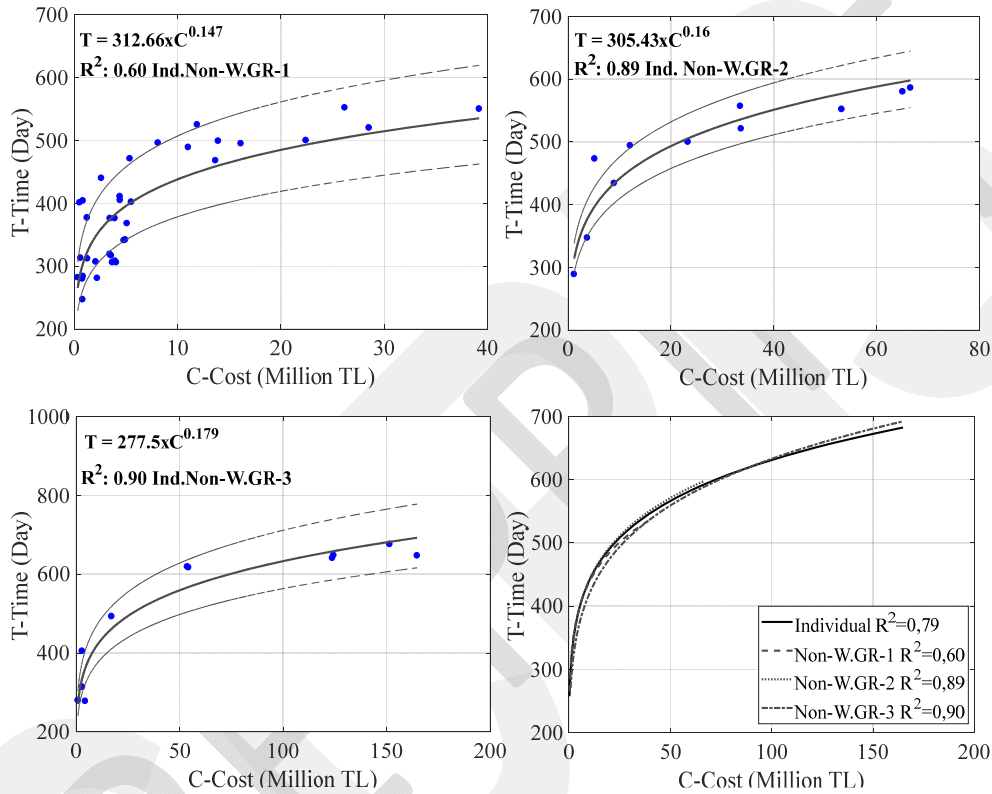 700
600
500
400
300
200
T-Time (Day)
T = 312.66xC^0.147
R^2: 0.60 Ind.Non-W.GR-1
0 10 20 30 40
C-Cost (Million TL)
700
600
500
400
300
200
T-Time (Day)
T = 305.43xC^0.16
R^2: 0.89 Ind. Non-W.GR-2
0 20 40 60 80
C-Cost (Million TL)
1000
800
600
400
200
T-Time (Day)
T = 277.5xC^0.179
R^2: 0.90 Ind.Non-W.GR-3
0 50 100 150 200
C-Cost (Million TL)
700
600
500
400
300
200
T-Time (Day)
Individual R^2=0,79
Non-W.GR-1 R^2=0,60
Non-W.GR-2 R^2=0,89
Non-W.GR-3 R^2=0,90
0 50 100 150 200
C-Cost (Million TL)